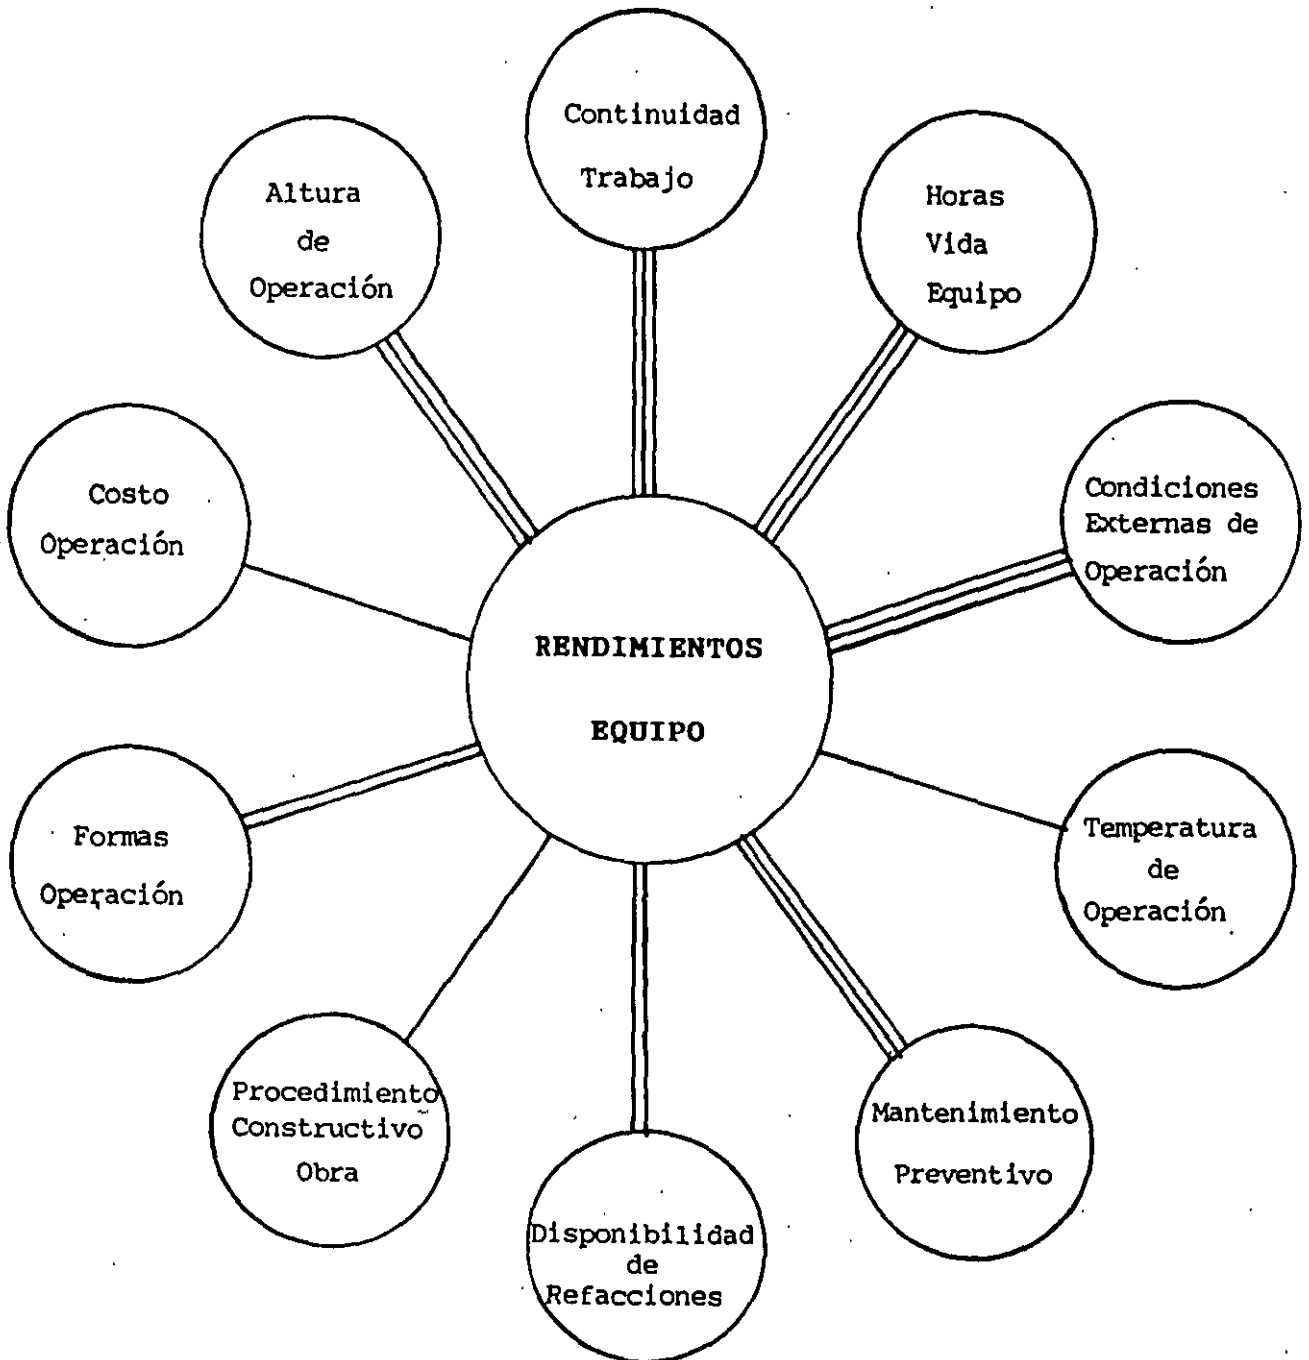 Continuidad
Trabajo
Horas
Vida
Equipo
Condiciones
Externas de
Operación
Temperatura
de
Operación
Mantenimiento
Preventivo
Disponibilidad
de
Refacciones
Procedimiento
Constructivo
Obra
Formas
Operación
Costo
Operación
Altura
de
Operación
RENDIMIENTOS
EQUIPO